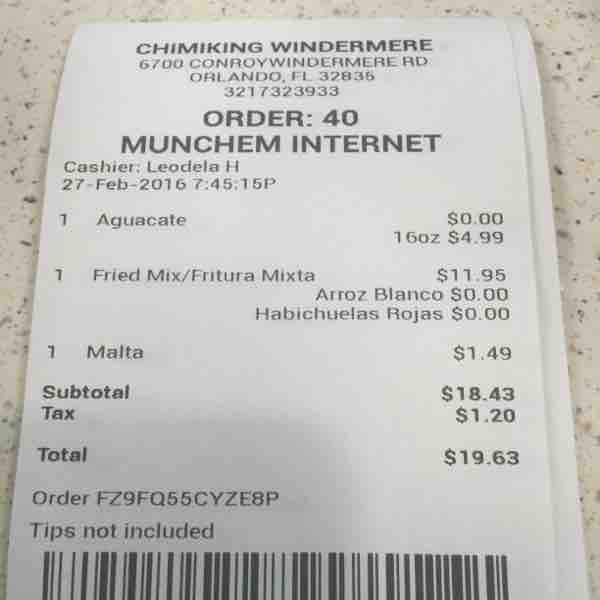 CHIMIKING WINDERMERE
6700 CONROYWINDERMERE RD
ORLANDO, FL 32835
3217323933
ORDER: 40
MUNCHEM INTERNET
Cashier: Leodela H
27-Feb-2016 7:45:15P
1 Aguacate $0.00
16oz $4.99
1 Fried Mix/Fritura Mixta $11.95
Arroz Blanco $0.00
Habichuelas Rojas $0.00
1 Malta $1.49
Subtotal $18.43
Tax $1.20
Total $19.63
Order FZ9FQ55CYZE8P
Tips not included